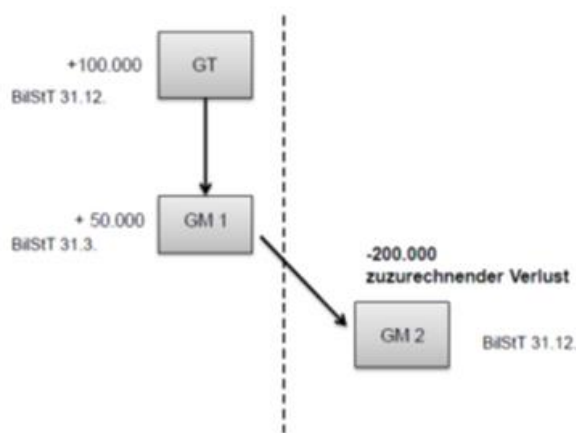 +100.000
GT
BilStT 31.12.
+ 50.000
GM 1
BilStT 31.3.
-200.000
zuzurechnender Verlust
GM 2
BilStT 31.12.